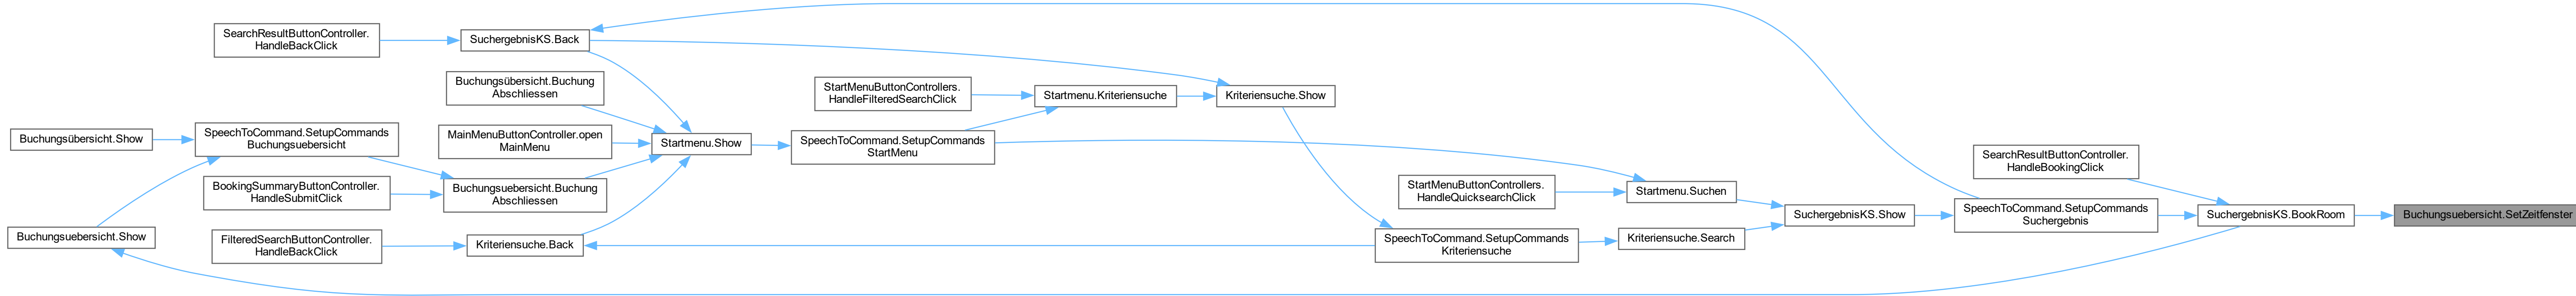 SearchResultButtonController.
HandleBackClick
SuchergebnisKS.Back
Buchungsübersicht.Buchung
Abschliessen
StartMenuButtonControllers.
HandleFilteredSearchClick
Startmenu.Kriteriensuche
Kriteriensuche.Show
Buchungsübersicht.Show
SpeechToCommand.SetupCommands
Buchungsuebersicht
MainMenuButtonController.open
MainMenu
Startmenu.Show
SpeechToCommand.SetupCommands
StartMenu
SearchResultButtonController.
HandleBookingClick
BookingSummaryButtonController.
HandleSubmitClick
Buchungsuebersicht.Buchung
Abschliessen
StartMenuButtonControllers.
HandleQuicksearchClick
Startmenu.Suchen
SuchergebnisKS.Show
SpeechToCommand.SetupCommands
Suchergebnis
SuchergebnisKS.BookRoom
Buchungsuebersicht.SetZeitfenster
Buchungsuebersicht.Show
FilteredSearchButtonController.
HandleBackClick
Kriteriensuche.Back
SpeechToCommand.SetupCommands
Kriteriensuche
Kriteriensuche.Search